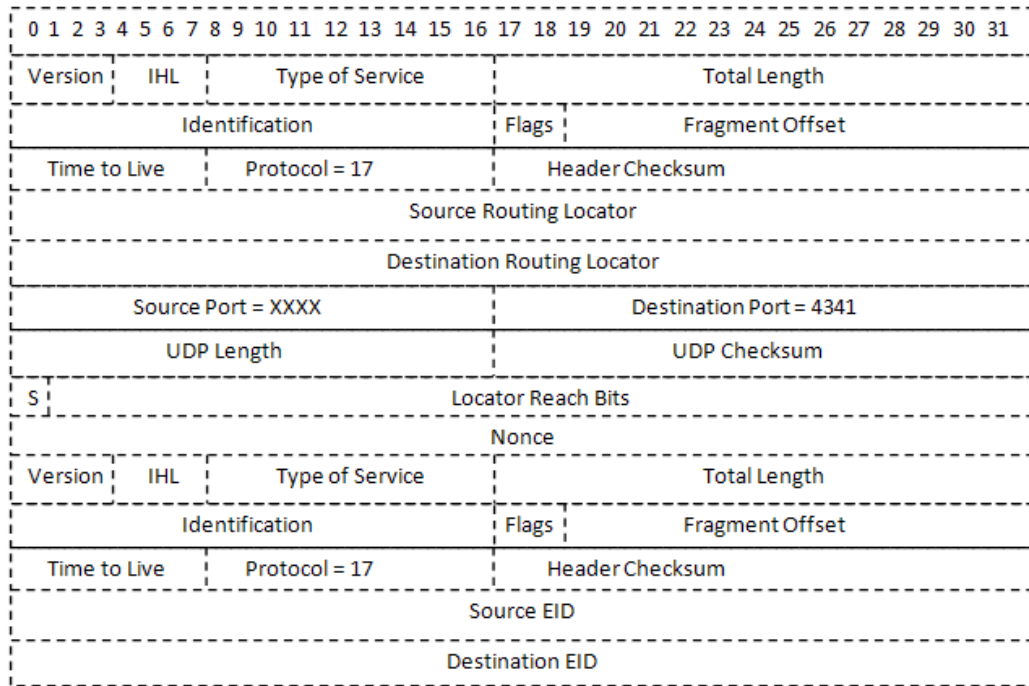 0 1 2 3 4 5 6 7 8 9 10 11 12 13 14 15 16 17 18 19 20 21 22 23 24 25 26 27 28 29 30 31
Version IHL Type of Service Total Length
Identification Flags Fragment Offset
Time to Live Protocol = 17 Header Checksum
Source Routing Locator
Destination Routing Locator
Source Port = XXXX Destination Port = 4341
UDP Length UDP Checksum
S Locator Reach Bits
Nonce
Version IHL Type of Service Total Length
Identification Flags Fragment Offset
Time to Live Protocol = 17 Header Checksum
Source EID
Destination EID